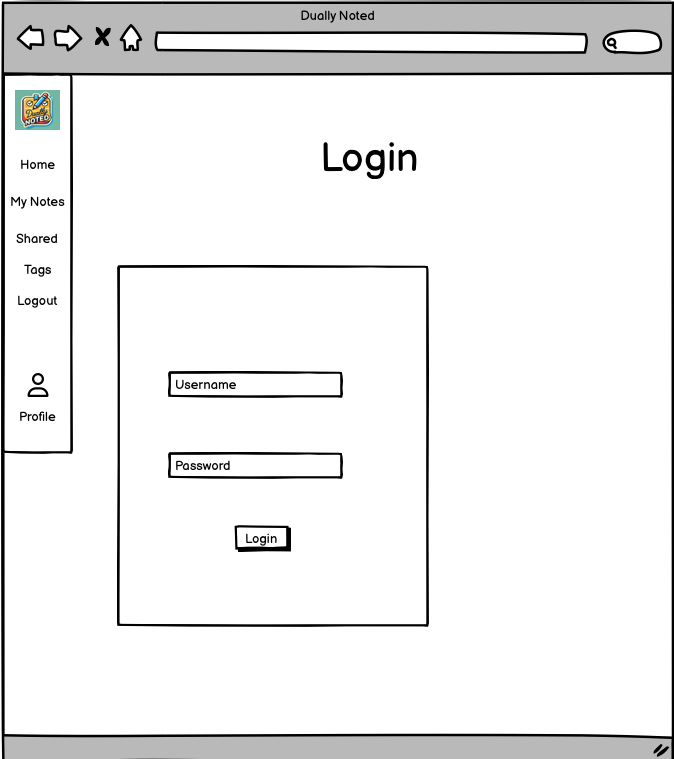 Dually Noted
Dually
NOTED
Home
My Notes
Shared
Tags
Logout
Profile
Login
Username
Password
Login